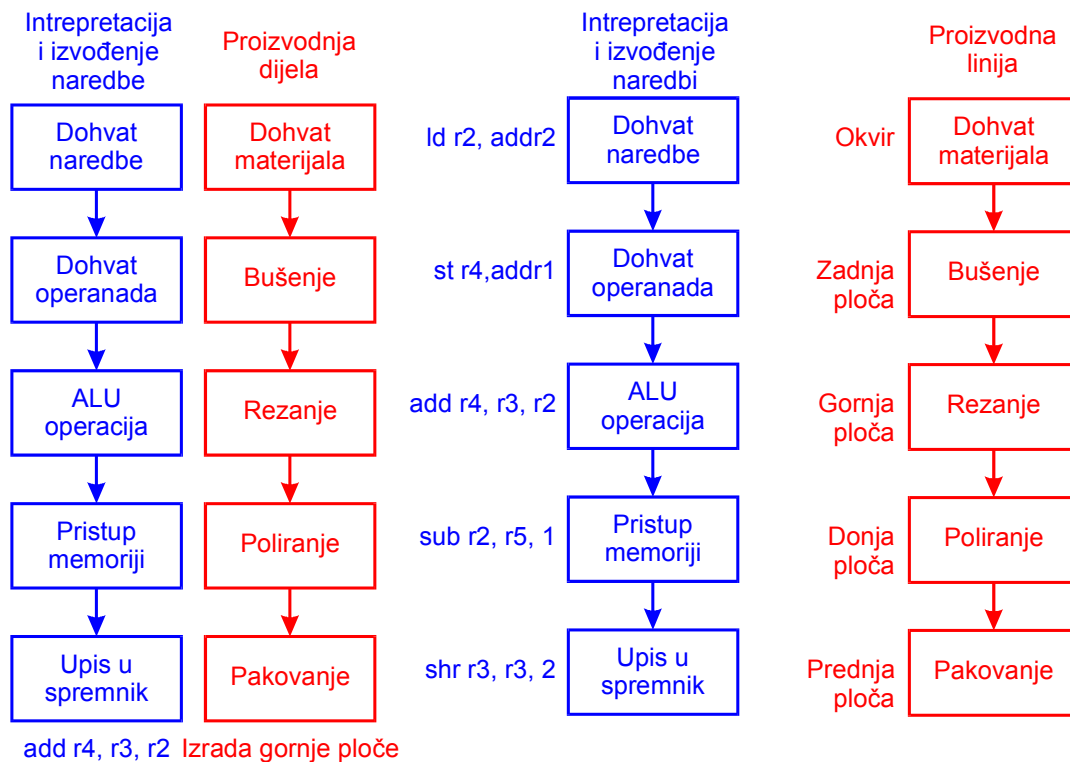 Intrepretacija
i izvođenje
naredbe
Dohvat
naredbe
Dohvat
operanada
ALU
operacija
Pristup
memoriji
Upis u
spremnik
add r4, r3, r2
Proizvodnja
dijela
Dohvat
materijala
Bušenje
Rezanje
Poliranje
Pakovanje
Izrada gornje ploče
Intrepretacija
i izvođenje
naredbi
ld r2, addr2
Dohvat
naredbe
st r4,addr1
Dohvat
operanada
add r4, r3, r2
ALU
operacija
sub r2, r5, 1
Pristup
memoriji
shr r3, r3, 2
Upis u
spremnik
Proizvodna
linija
Okvir
Dohvat
materijala
Zadnja
ploča
Bušenje
Gornja
ploča
Rezanje
Donja
ploča
Poliranje
Prednja
ploča
Pakovanje